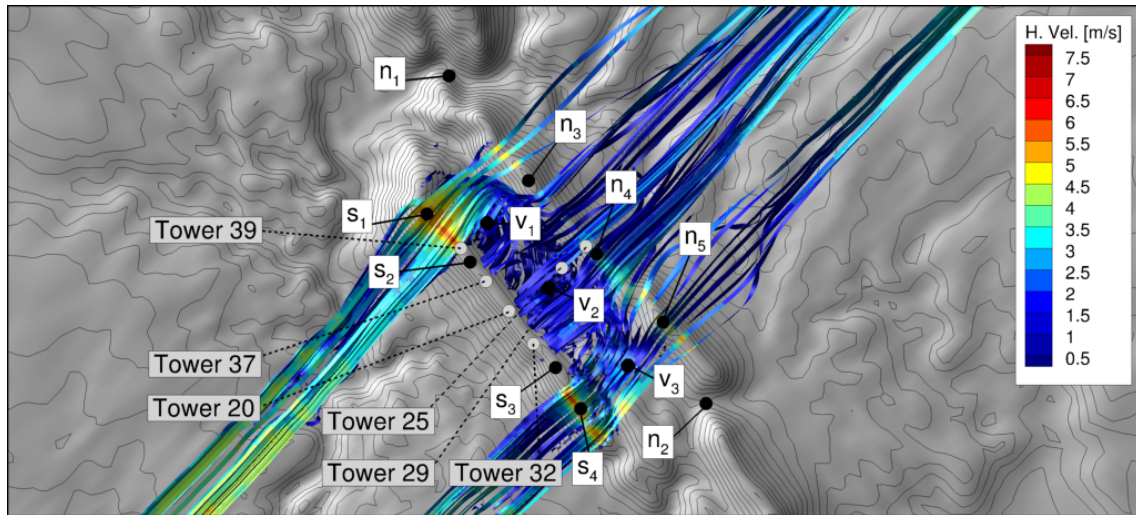 H. Vel. [m/s]
7.5
7
6.5
6
5.5
5
4.5
4
3.5
3
2.5
2
1.5
1
0.5
n₁
n₃
n₄
s₁
v₁
Tower 39
n₅
s₂
v₂
Tower 37
v₃
s₃
Tower 20
Tower 25
n₂
Tower 29
Tower 32
s₄